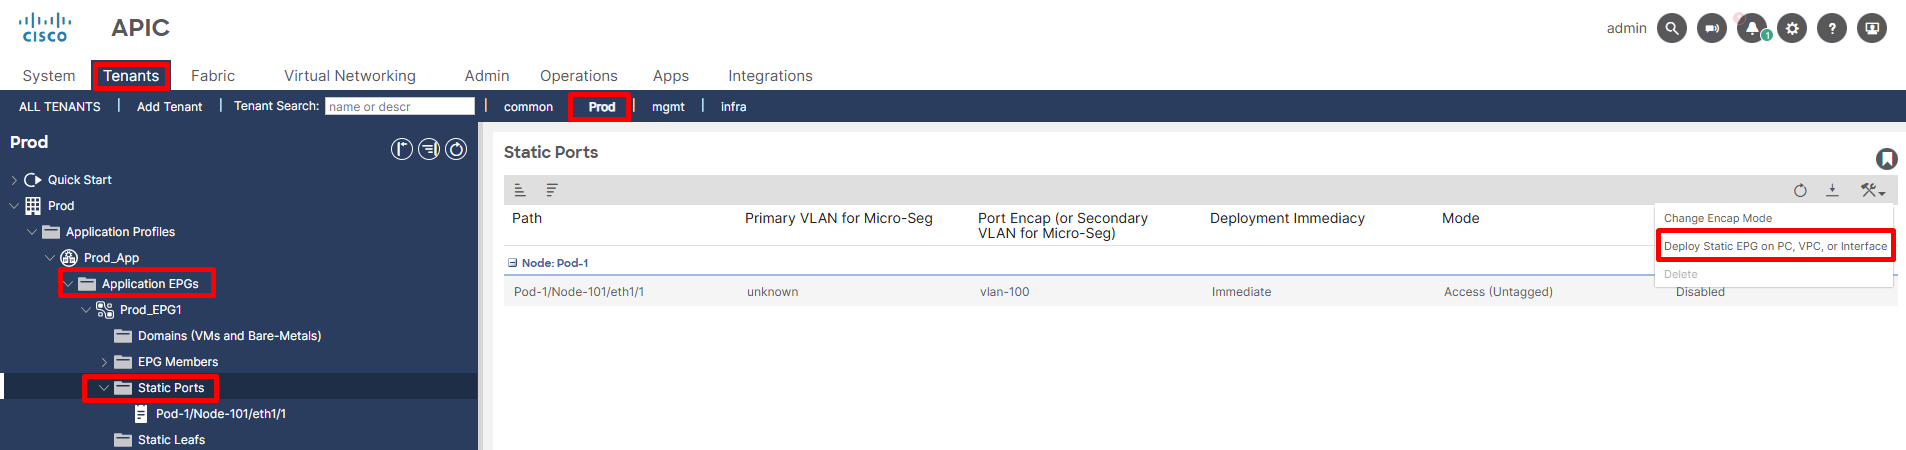 CISCO
APIC
admin
1
System Tenants Fabric Virtual Networking Admin Operations Apps Integrations
ALL TENANTS | Add Tenant | Tenant Search: name or descr | common | Prod | mgmt | infra
Prod
Quick Start
Prod
Application Profiles
Prod_App
Application EPGs
Prod_EPG1
Domains (VMs and Bare-Metals)
EPG Members
Static Ports
Pod-1/Node-101/eth1/1
Static Leafs
Static Ports
Path Primary VLAN for Micro-Seg Port Encap (or Secondary Deployment Immediacy Mode
VLAN for Micro-Seg)
Change Encap Mode
Deploy Static EPG on PC, VPC, or Interface
Delete
Node: Pod-1
Pod-1/Node-101/eth1/1 unknown vlan-100 Immediate Access (Untagged) Disabled